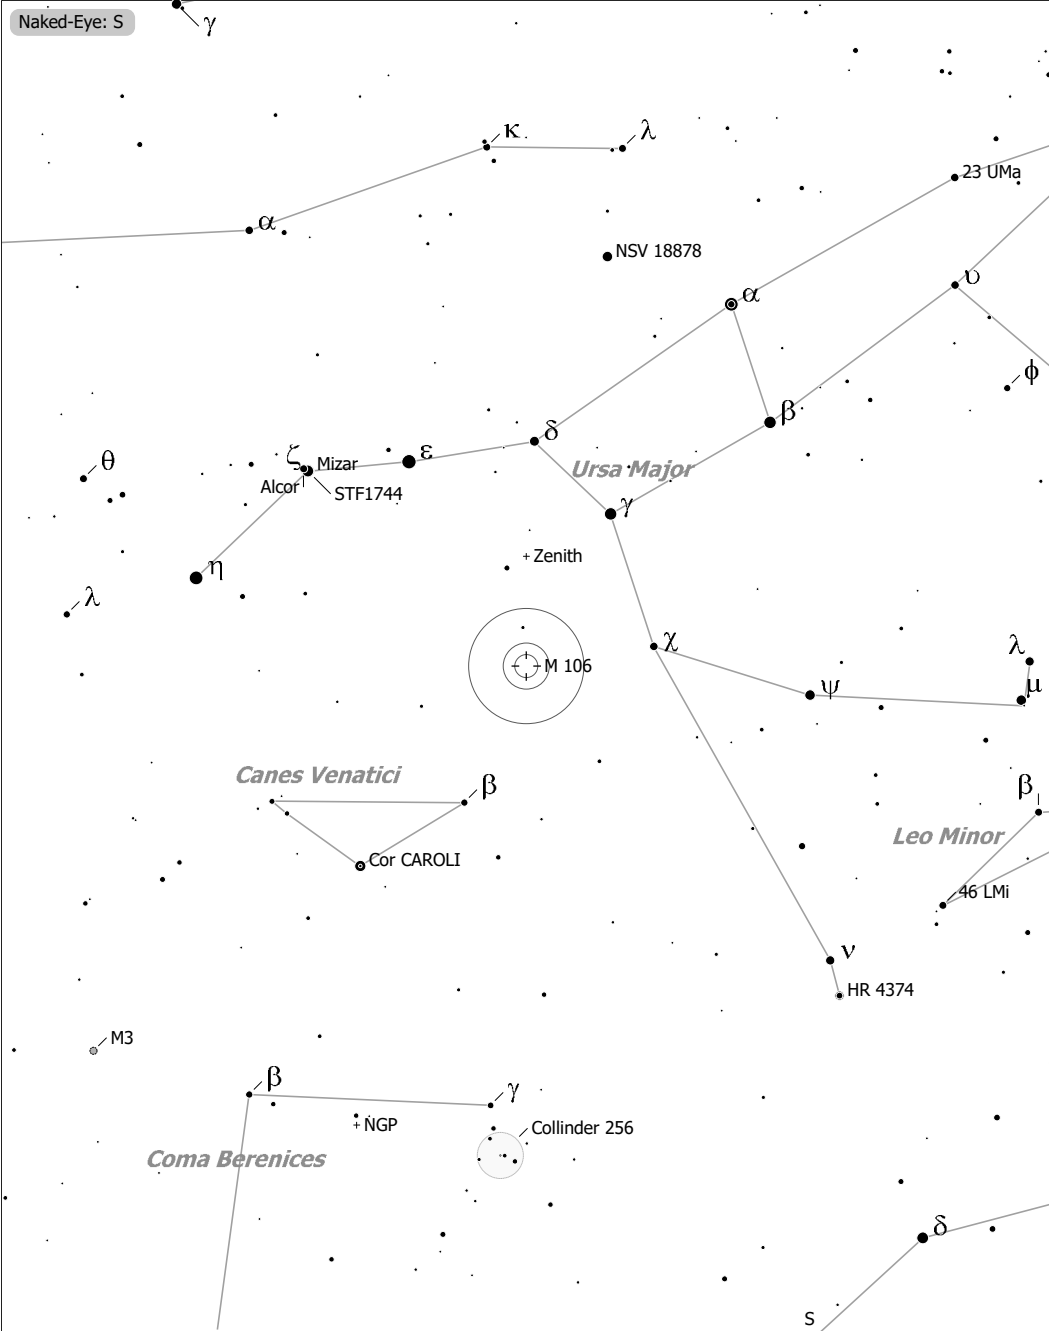 Naked-Eye: S
γ
κ
λ
23 UMa
α
NSV 18878
υ
α
ϕ
β
δ
ε
ζ
Mizar
θ
Ursa Major
Alcor
STF1744
γ
Zenith
η
λ
χ
λ
M 106
ψ
μ
Canes Venatici
β
β
Leo Minor
Cor CAROLI
46 LMi
ν
HR 4374
M3
β
γ
NGP
Collinder 256
Coma Berenices
δ
S